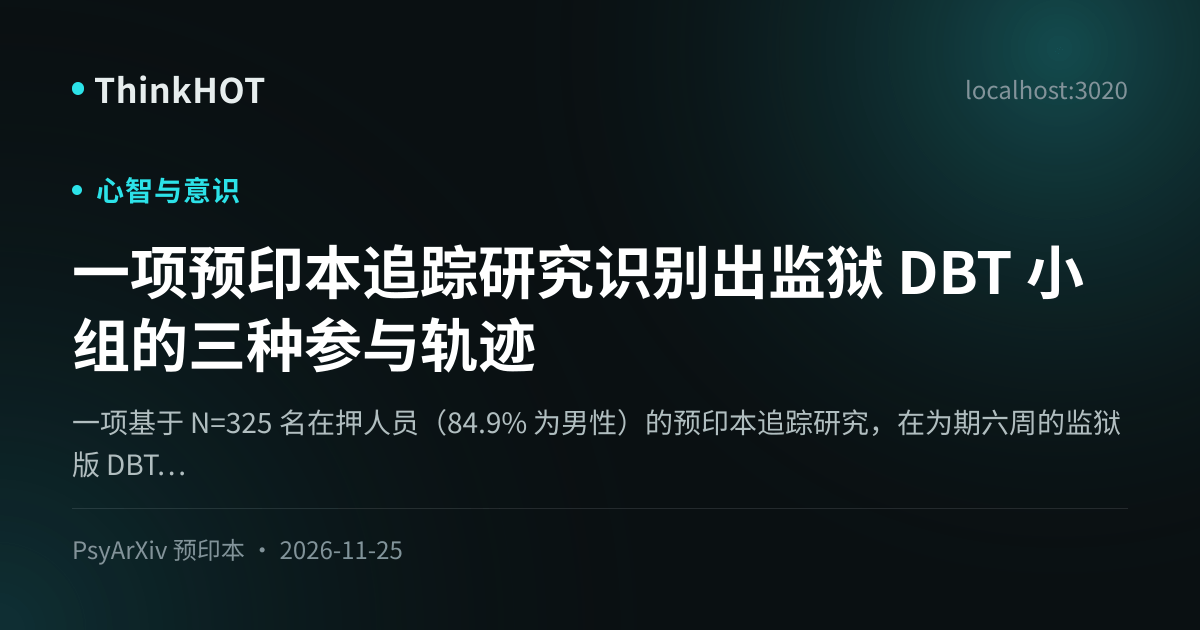 ThinkHOT
localhost:3020
心智与意识
一项预印本追踪研究识别出监狱 DBT 小
组的三种参与轨迹
一项基于 N=325 名在押人员（84.9% 为男性）的预印本追踪研究，在为期六周的监狱
版 DBT…
PsyArXiv 预印本 · 2026-11-25